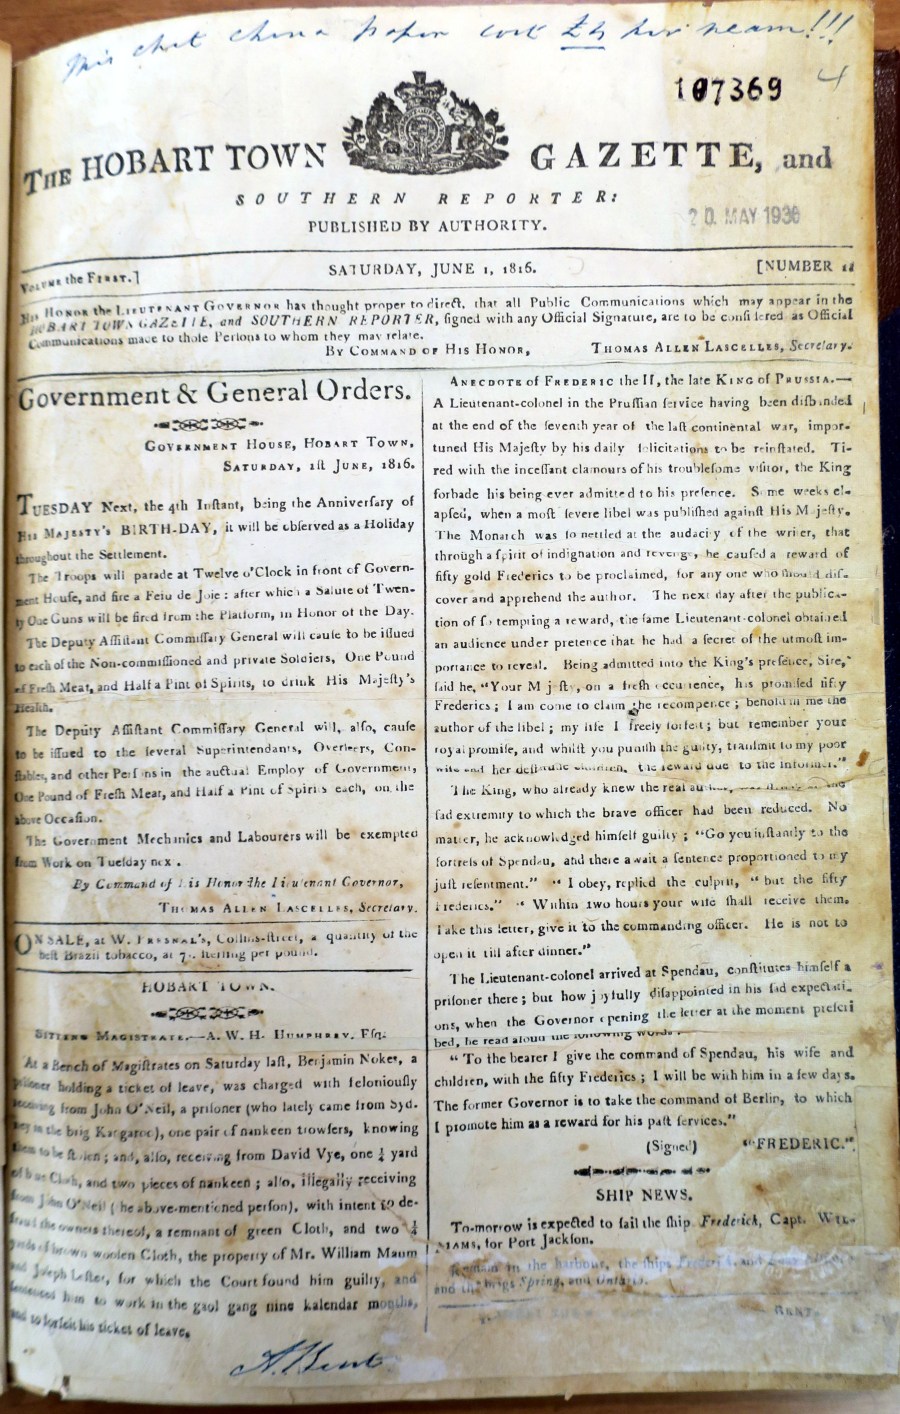 This chet China paper cost £4 per ream!!!
4
107369
THE HOBART TOWN GAZETTE, and
SOUTHERN REPORTER:
PUBLISHED BY AUTHORITY.
20. MAY 1936
VOLUME the FIRST.] SATURDAY, JUNE 1, 1816. [NUMBER
HIS HONOR the LIEUTENANT GOVERNOR has thought proper to direct, that all Public Communications which may appear in the
HOBART TOWN GAZETTE, and SOUTHERN REPORTER, ſigned with any Official Signature, are to be conſidered as Official
Communications made to thoſe Perſons to whom they may relate.
BY COMMAND OF HIS HONOR, THOMAS ALLEN LASCELLES, Secretary.
Government & General Orders.
GOVERNMENT HOUSE, HOBART TOWN,
SATURDAY, 1ſt JUNE, 1816.
TUESDAY Next, the 4th Inſtant, being the Anniverſary of
HIS MAJESTY'S BIRTH-DAY, it will be obſerved as a Holiday
throughout the Settlement.
The Troops will parade at Twelve o'Clock in front of Govern-
ment Houſe, and fire a Feiu de Joie: after which a Salute of Twen-
ty One Guns will be fired from the Platform, in Honor of the Day.
The Deputy Aſſiſtant Commiſſary General will cauſe to be iſſued
to each of the Non-commiſſioned and private Soldiers, One Pound
of Freſh Meat, and Half a Pint of Spirits, to drink His Majeſty's
Health.
The Deputy Aſſiſtant Commiſſary General will, alſo, cauſe
to be iſſued to the ſeveral Superintendants, Overſeers, Con-
ſtables, and other Perſons in the auctual Employ of Government,
One Pound of Freſh Meat, and Half a Pint of Spirits each, on the
above Occaſion.
The Government Mechanics and Labourers will be exempted
from Work on Tueſday nex.
By Command of His Honor the Lieutenant Governor,
THOMAS ALLEN LASCELLES, Secretary.
ON SALE, at W. FRESNAL'S, Collins-ſtreet, a quantity of the
beſt Brazil tobacco, at 7s. ſterling per pound.
HOBART TOWN.
SITTING MAGISTRATE.—A. W. H. HUMPHREY, Eſq.
At a Bench of Magiſtrates on Saturday laſt, Benjamin Nokes, a
priſoner holding a ticket of leave, was charged with feloniouſly
receiving from John O'Neil, a priſoner (who lately came from Syd-
ney in the brig Kangaroo), one pair of nankeen trowſers, knowing
them to be ſtolen; and, alſo, receiving from David Vye, one ¼ yard
of blue Cloth, and two pieces of nankeen; alſo, illegally receiving
from John O'Neil (he above-mentioned perſon), with intent to de-
fraud the owners thereof, a remnant of green Cloth, and two ¼
yards of brown woolen Cloth, the property of Mr. William Maum
and Joſeph Leſter, for which the Court found him guilty, and
ſentenced him to work in the gaol gang nine kalendar months,
and to forfeit his ticket of leave.
ANECDOTE of FREDERIC the II, the late KING of PRUSSIA.—
A Lieutenant-colonel in the Pruſſian ſervice having been diſbanded
at the end of the ſeventh year of the laſt continental war, impor-
tuned His Majeſty by his daily ſolicitations to be reinſtated. Ti-
red with the inceſſant clamours of his troubleſome viſitor, the King
forbade his being ever admitted to his preſence. Some weeks el-
apſed, when a moſt ſevere libel was publiſhed againſt His Majeſty.
The Monarch was ſo nettled at the audacity of the writer, that
through a ſpirit of indignation and revenge, he cauſed a reward of
fifty gold Frederics to be proclaimed, for any one who ſhould diſ-
cover and apprehend the author. The next day after the publica-
tion of ſo tempting a reward, the ſame Lieutenant-colonel obtained
an audience under pretence that he had a ſecret of the utmoſt im-
portance to reveal. Being admitted into the King's preſence, Sire,
ſaid he, "Your Majeſty, on a freſh occurrence, has promiſed fifty
Frederics; I am come to claim the recompence; behold in me the
author of the libel; my life I freely forfeit; but remember your
royal promiſe, and whilſt you puniſh the guilty, tranſmit to my poor
wife and her deſtitute children, the reward due to the informer."
The King, who already knew the real author,
ſad extremity to which the brave officer had been reduced. No
matter, he acknowledged himſelf guilty; "Go you inſtantly to the
fortreſs of Spendau, and there await a ſentence proportioned to my
juſt reſentment." "I obey, replied the culprit, "but the fifty
Frederics." "Within two hours your wife ſhall receive them.
Take this letter, give it to the commanding officer. He is not to
open it till after dinner."
The Lieutenant-colonel arrived at Spendau, conſtitutes himſelf a
priſoner there; but how joyfully diſappointed in his ſad expectati-
ons, when the Governor opening the letter at the moment preſcri
bed, he read aloud the following words:
"To the bearer I give the command of Spendau, his wife and
children, with the fifty Frederics; I will be with him in a few days.
The former Governor is to take the command of Berlin, to which
I promote him as a reward for his paſt ſervices."
(Signed) "FREDERIC."
SHIP NEWS.
To-morrow is expected to ſail the ſhip Frederick, Capt. WIL-
LIAMS, for Port Jackſon.
Remain in the harbour, the ſhips Frederick, and
and the brigs Spring, and Ontario.
A. Bent